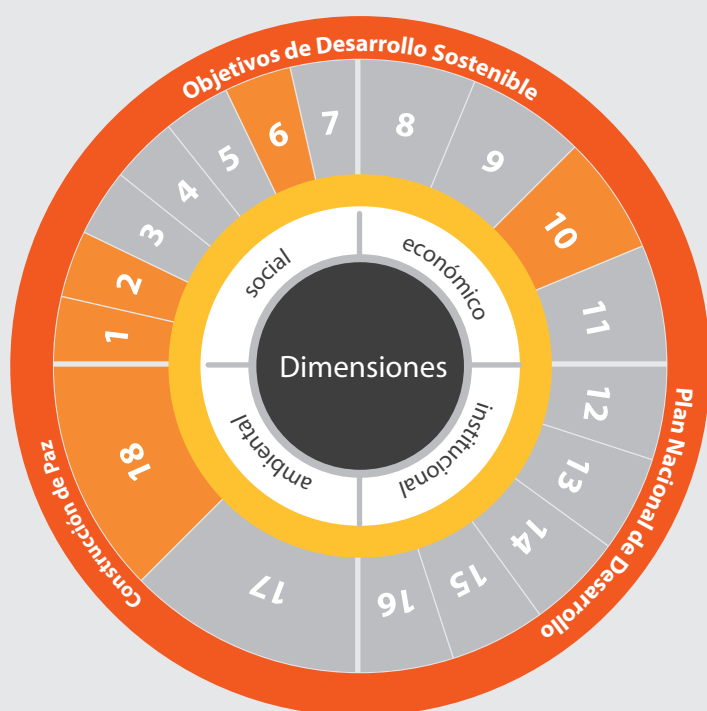 Objetivos de Desarrollo Sostenible
Plan Nacional de Desarrollo
Construcción de Paz
1
2
3
4
5
6
7
8
9
10
11
12
13
14
15
16
17
18
social
económico
institucional
ambiental
Dimensiones